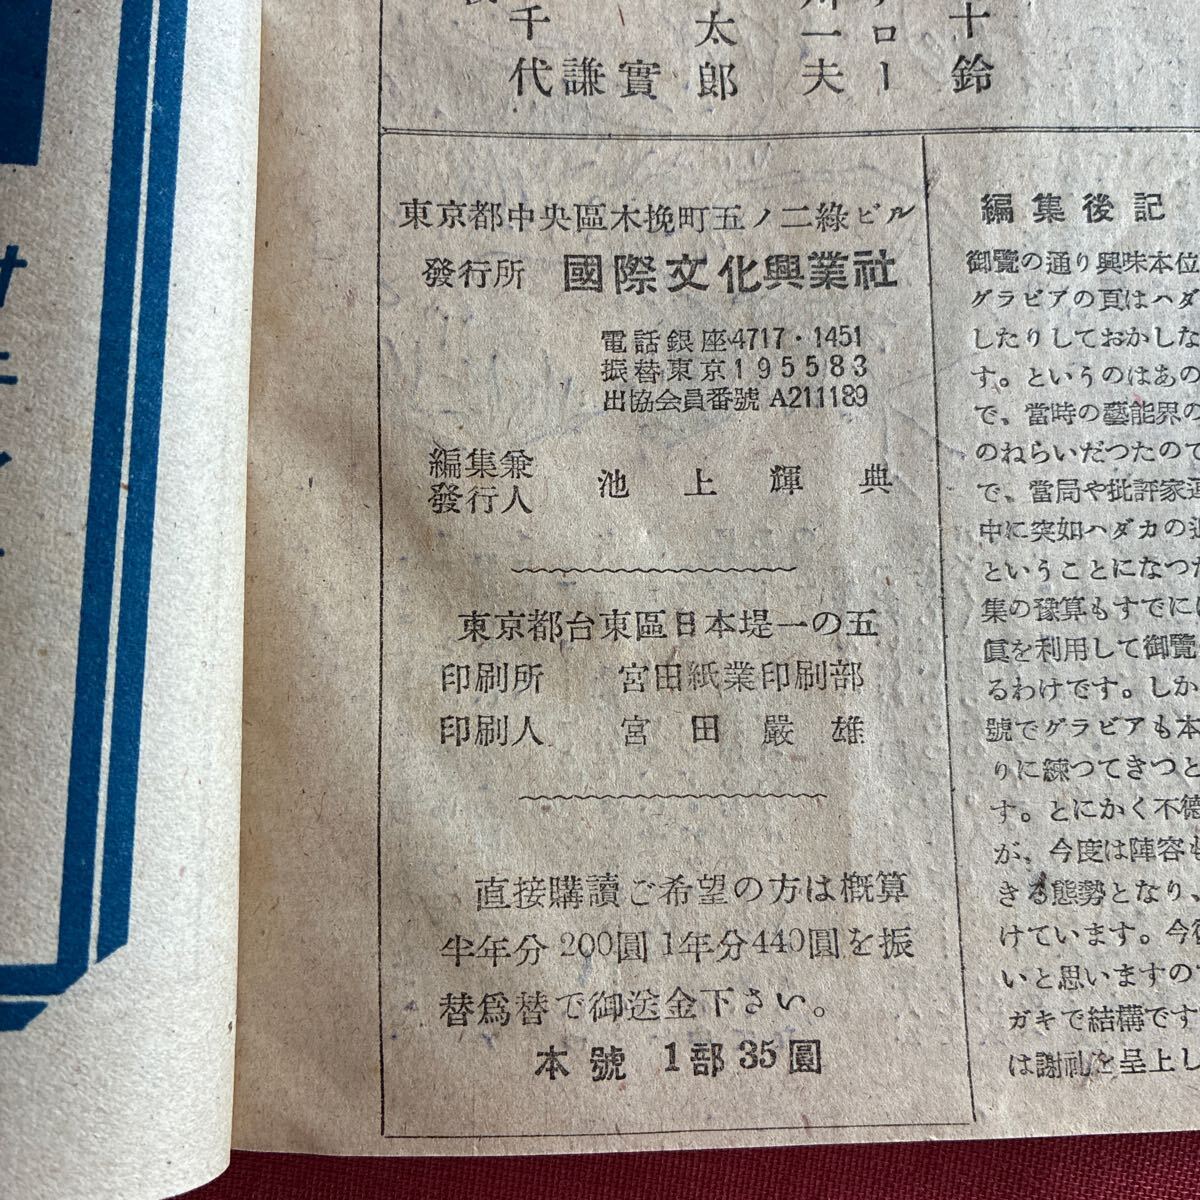 十鈴
ロー
一夫
太郎
實
謙
千代
東京都中央區木挽町五ノ二綠ビル
發行所 國際文化興業社
電話銀座4717・1451
振替東京195583
出協会員番號 A211189
編集兼
發行人 池上輝典
東京都台東區日本堤一の五
印刷所 宮田紙業印刷部
印刷人 宮田嚴雄
直接購讀ご希望の方は概算
半年分 200圓 1年分440圓を振
替爲替で御送金下さい。
本號 1部 35圓
編集後記
御覽の通り興味本位
グラビアの頁はハダ
したりしておかしな
す。というのはあの
で、當時の藝能界の
のねらいだつたので
で、當局や批評家
中に突如ハダカの
ということになつた
集の豫算もすでに
眞を利用して御覽
るわけです。しか
號でグラビアも本
りに練つてきつと
す。とにかく不德
が、今度は陣容も
きる態勢となり、
けています。今後
いと思いますので
ガキで結構です
は謝礼を呈上し